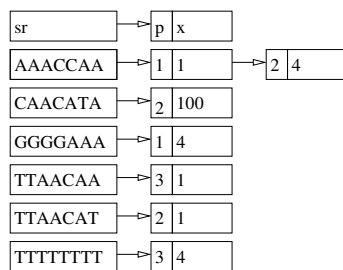 sr p x
AAACCAA 1 1 2 4
CAACATA 2 100
GGGGAAA 1 4
TTAACAA 3 1
TTAACAT 2 1
TTTTTTTT 3 4